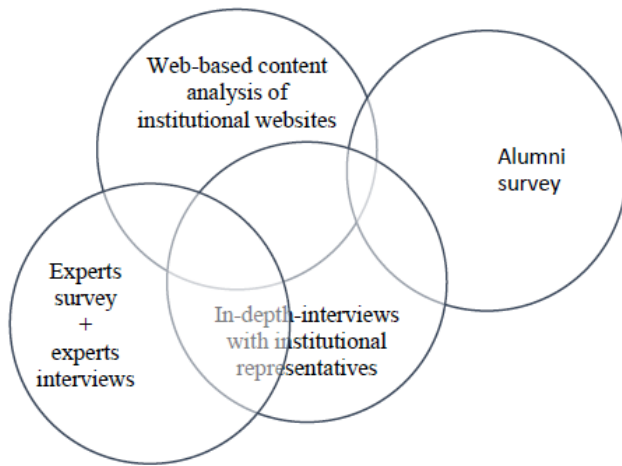 Web-based content
analysis of
institutional websites
Alumni
survey
Experts
survey
+
experts
interviews
In-depth-interviews
with institutional
representatives